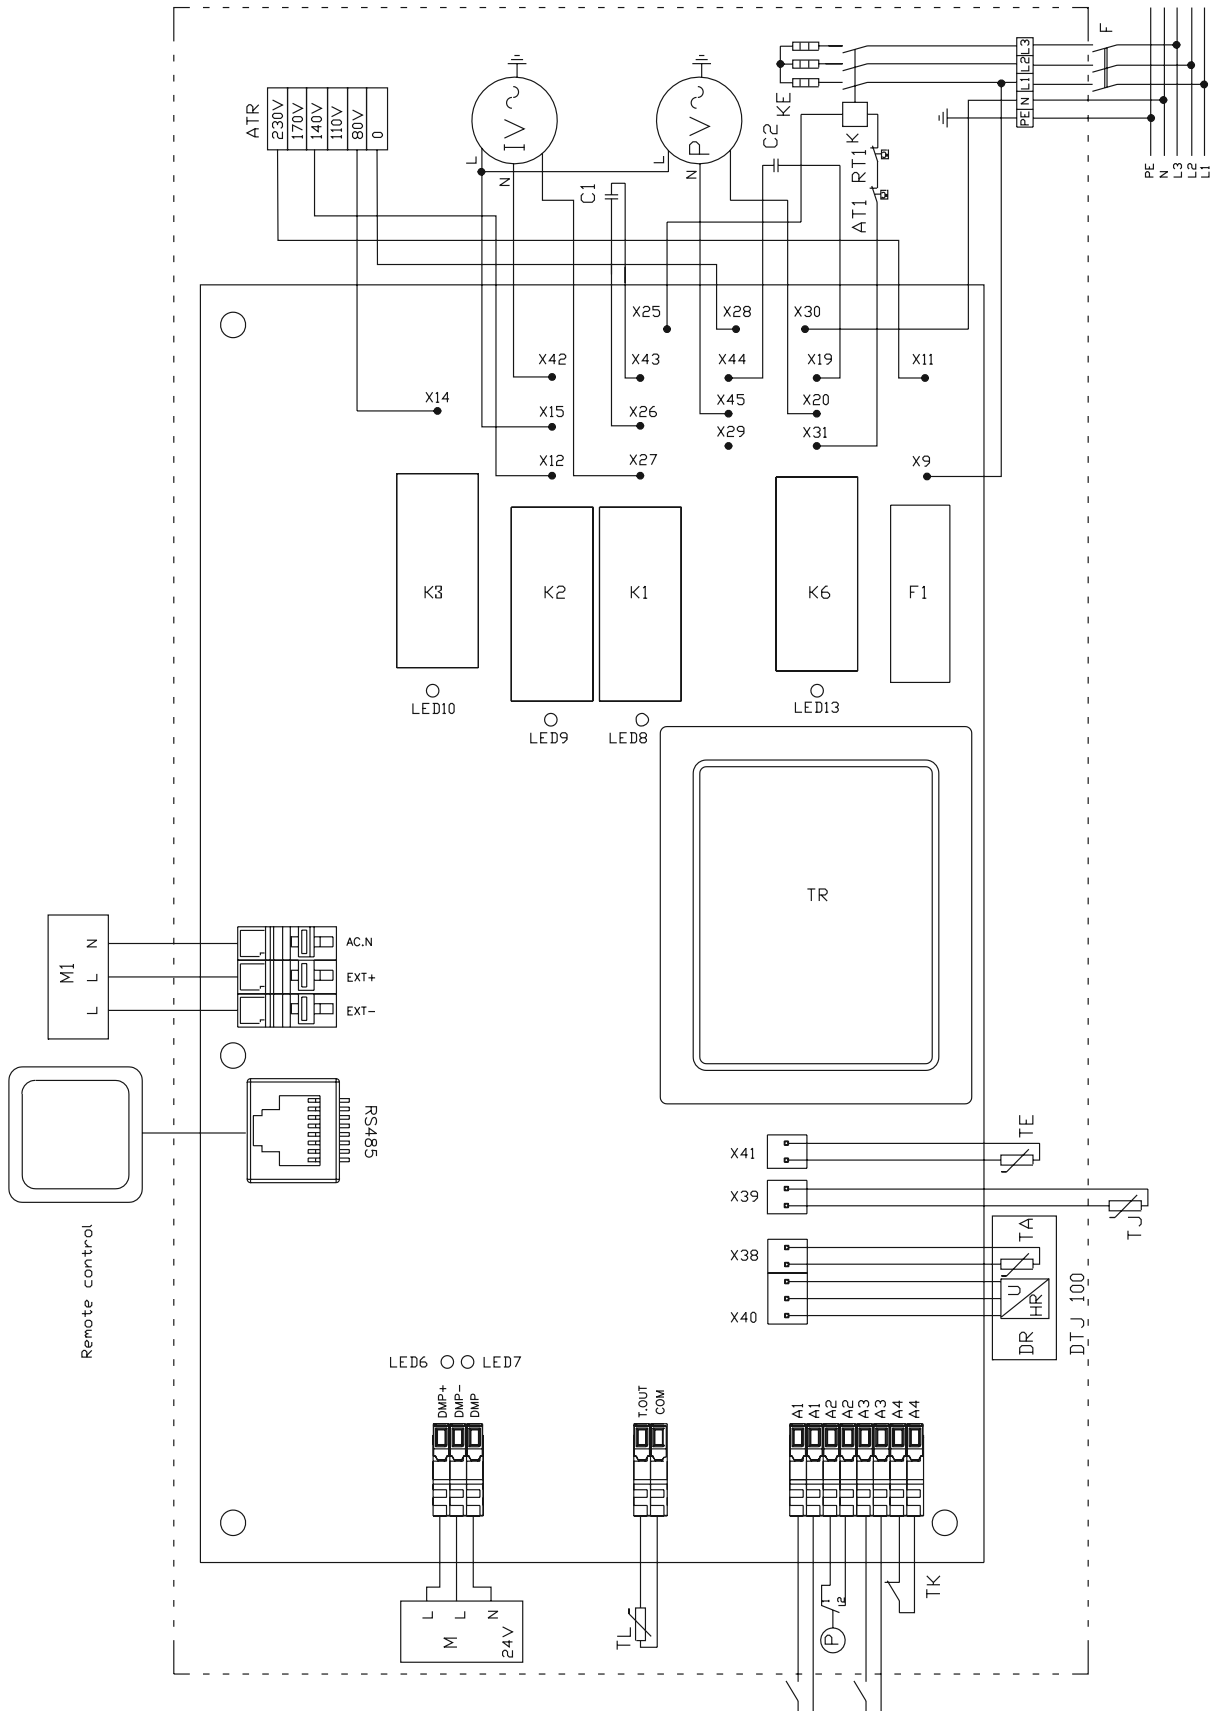 F
L3
L2
L1
N
PE
KE
K
C2
RT1
AT1
ATR
230V
170V
140V
110V
80V
0
IV
L
N
PV
L
N
C1
PE
N
L3
L2
L1
X25
X28
X30
X42
X43
X44
X19
X11
X14
X15
X26
X45
X20
X29
X31
X12
X27
X9
K3
K2
K1
K6
F1
LED10
LED9
LED8
LED13
TR
M1
N
L
L
AC.N
EXT+
EXT-
RS485
Remote control
X41
TE
X39
TJ
X38
TA
X40
U
HR
DR
DTJ 100
LED6
LED7
DMP+
DMP-
DMP
T.OUT
COM
A1
A1
A2
A2
A3
A3
A4
A4
M
L
L
N
24V
TL
P
1
L2
TK